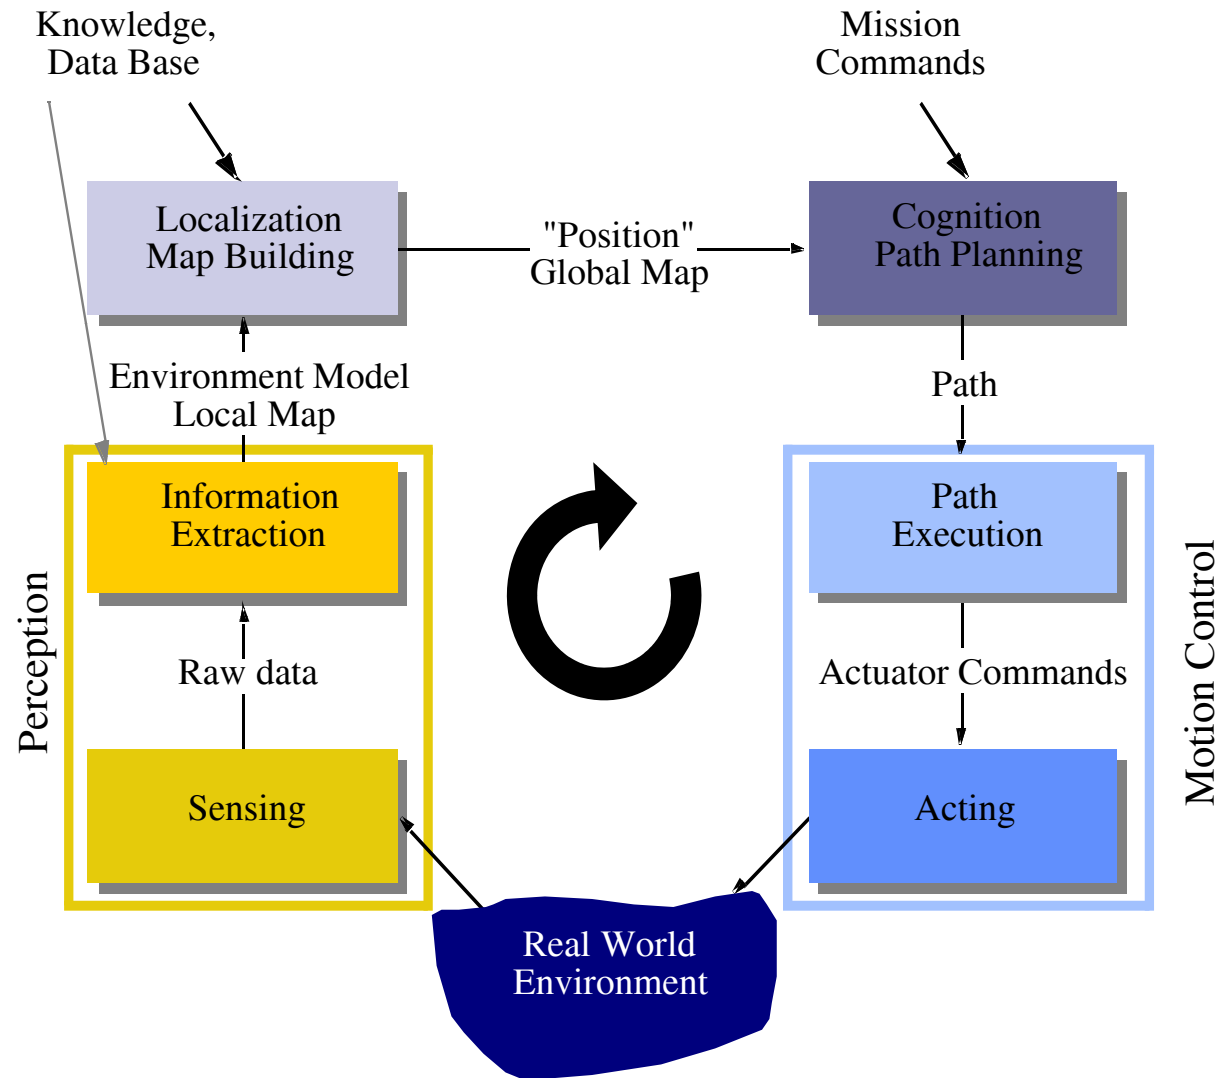 Knowledge,
Data Base
Mission
Commands
Localization
Map Building
"Position"
Global Map
Cognition
Path Planning
Environment Model
Local Map
Path
Information
Extraction
Path
Execution
Perception
Raw data
Actuator Commands
Motion Control
Sensing
Acting
Real World
Environment